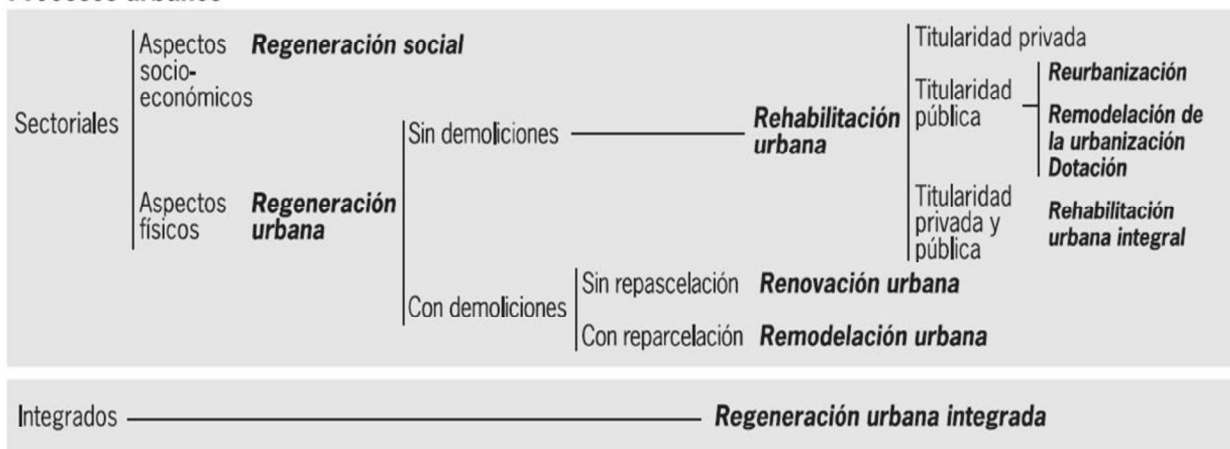 Procesos urbanos
Aspectos
socio-
económicos
Regeneración social
Sectoriales
Aspectos
físicos
Regeneración
urbana
Sin demoliciones
Rehabilitación
urbana
Titularidad privada
Titularidad
pública
Reurbanización
Remodelación de
la urbanización
Dotación
Titularidad
privada y
pública
Rehabilitación
urbana integral
Con demoliciones
Sin repascelación
Renovación urbana
Con reparcelación
Remodelación urbana
Integrados
Regeneración urbana integrada